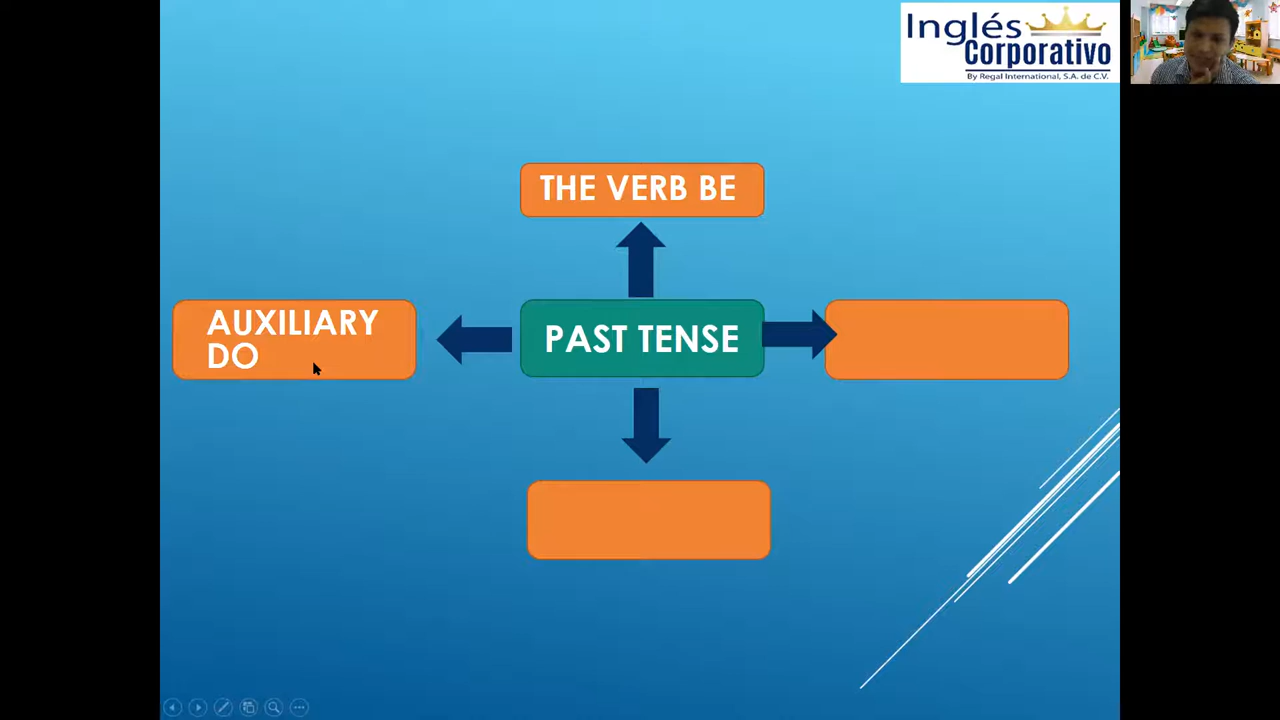 Inglés
Corporativo
By Regal International, S.A. de C.V.
THE VERB BE
AUXILIARY
DO
PAST TENSE